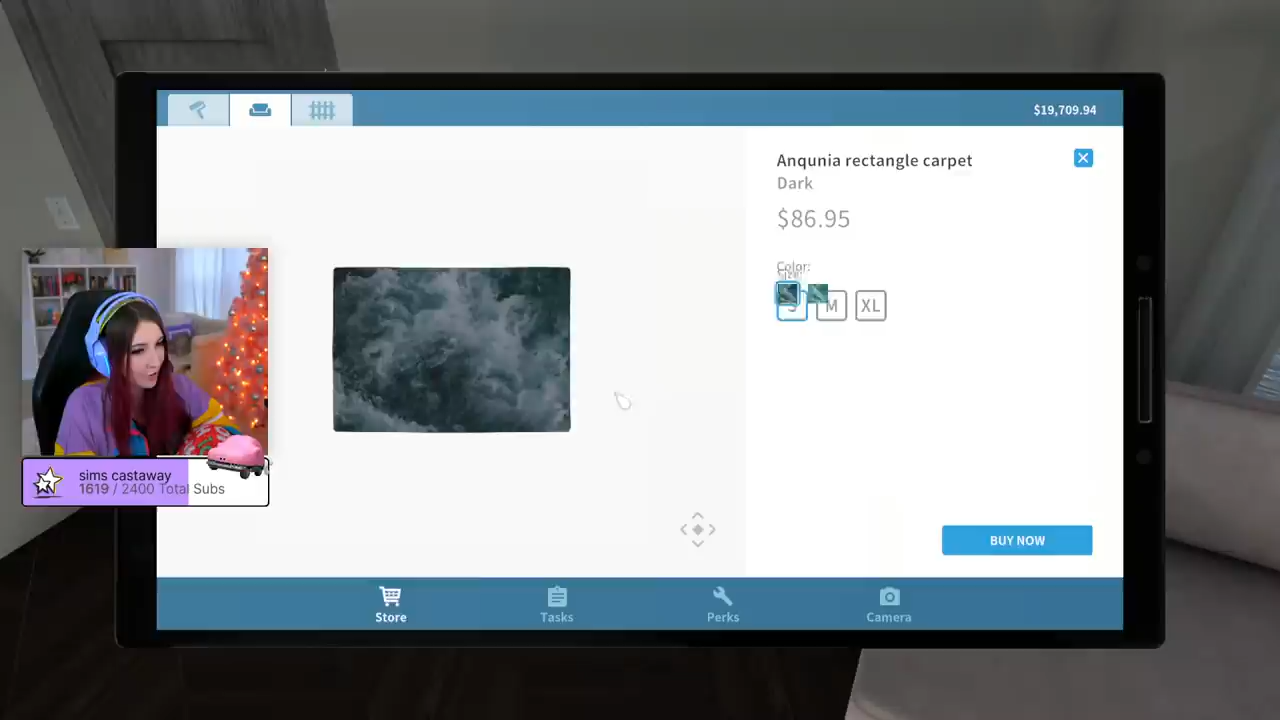 $19,709.94
Anqunia rectangle carpet
Dark
$86.95
Color:
S M XL
BUY NOW
sims castaway
1619 / 2400 Total Subs
Store Tasks Perks Camera